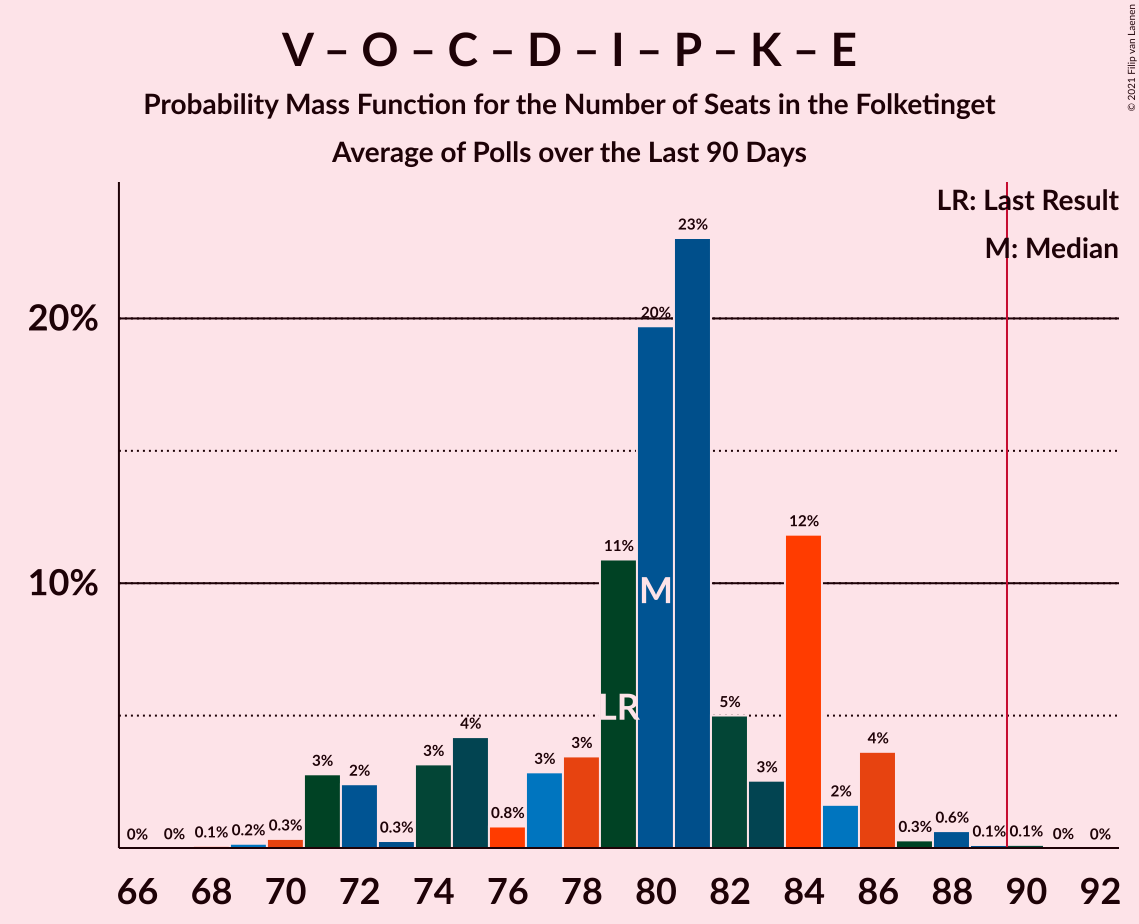 V – O – C – D – I – P – K – E
Probability Mass Function for the Number of Seats in the Folketinget
Average of Polls over the Last 90 Days
© 2021 Filip van Laenen
LR: Last Result
M: Median
20%
10%
0% 0% 0.1% 0.2% 0.3% 3% 2% 0.3% 3% 4% 0.8% 3% 3% 11% 20% 23% 5% 3% 12% 2% 4% 0.3% 0.6% 0.1% 0.1% 0% 0%
M
LR
66 68 70 72 74 76 78 80 82 84 86 88 90 92